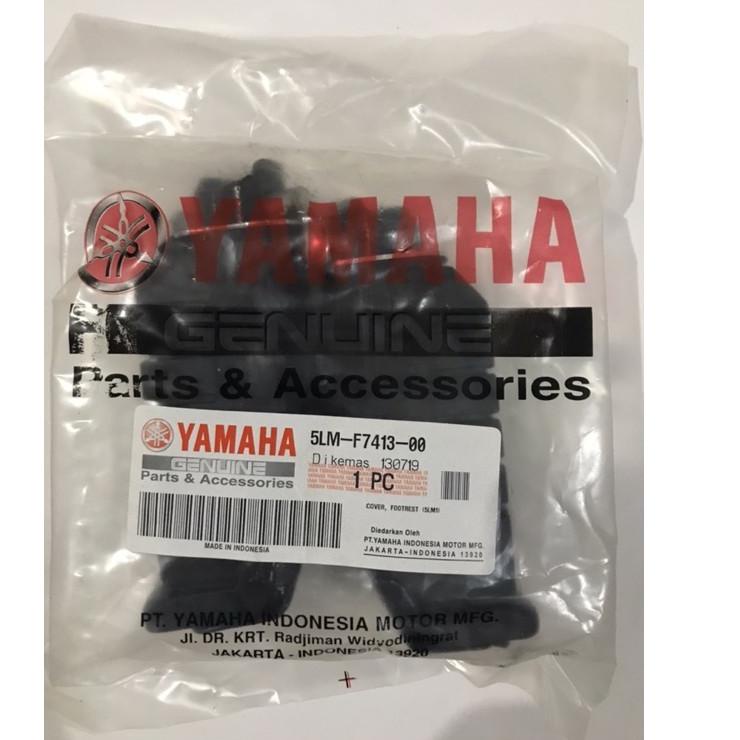 YAMAHA
GENUINE
Parts & Accessories
YAMAHA
GENUINE
Parts & Accessories
MADE IN INDONESIA
5LM-F7413-00
Dikemas 130719
1 PC
COVER, FOOTREST (5LM1)
Diedarkan Oleh
PT.YAMAHA INDONESIA MOTOR MFG.
JAKARTA-INDONESIA 13920
PT. YAMAHA INDONESIA MOTOR MFG.
Jl. DR. KRT. Radjiman Widyodiningrat
JAKARTA - INDONESIA 13920